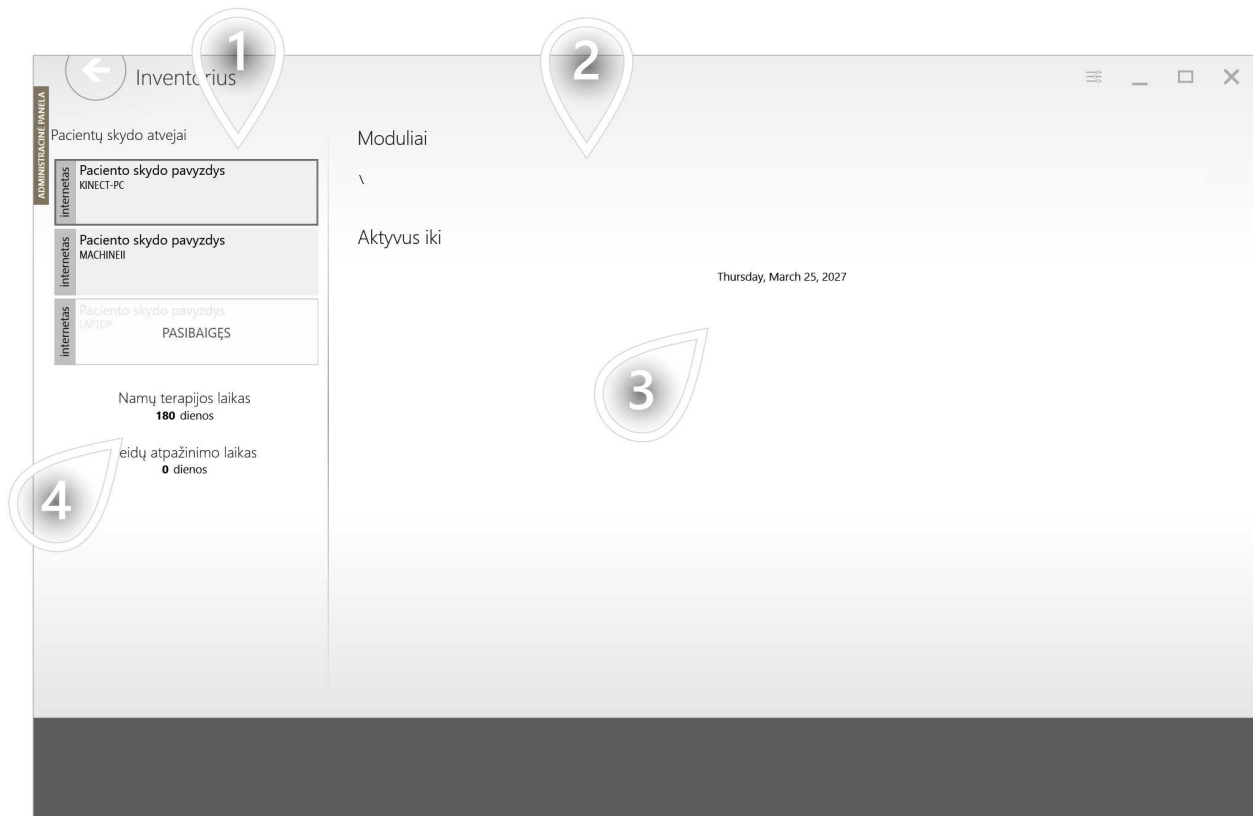 1
2
Inventorius
ADMINISTRACINĖ PANELA
Pacientų skydo atvejai
internetas
Paciento skydo pavyzdys
KINECT-PC
internetas
Paciento skydo pavyzdys
MACHINEII
internetas
Paciento skydo pavyzdys
LAPTOP
PASIBAIGĘS
Namų terapijos laikas
180 dienos
eidų atpažinimo laikas
0 dienos
4
Moduliai
\
Aktyvus iki
Thursday, March 25, 2027
3